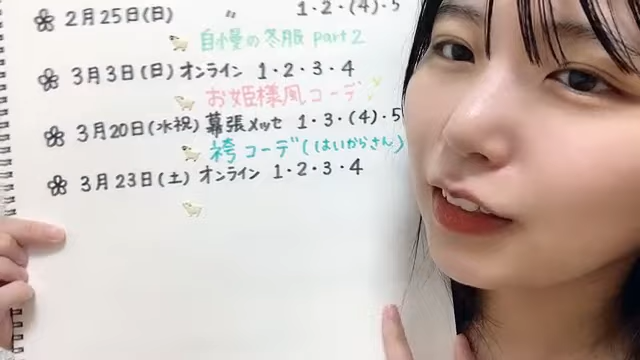 2月25日(日) 〃 1・2・(4)・5
自慢の冬服 part2
3月3日(日) オンライン 1・2・3・4
お姫様風コーデ
3月20日(水祝) 幕張メッセ 1・3・(4)・5
袴コーデ(はいからさん)
3月23日(土) オンライン 1・2・3・4